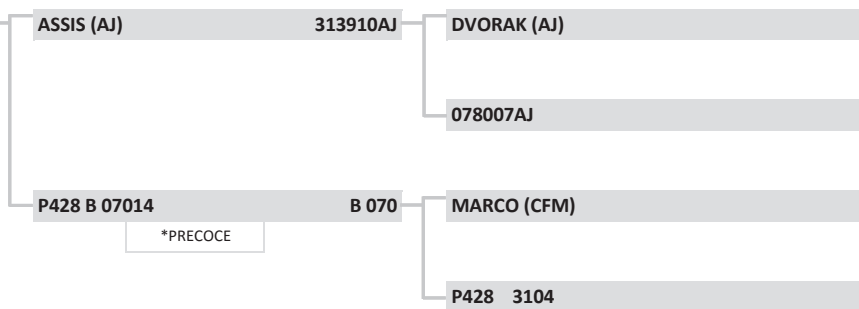 ASSIS (AJ) 313910AJ DVORAK (AJ)
078007AJ
P428 B 07014 B 070 MARCO (CFM)
*PRECOCE
P428 3104